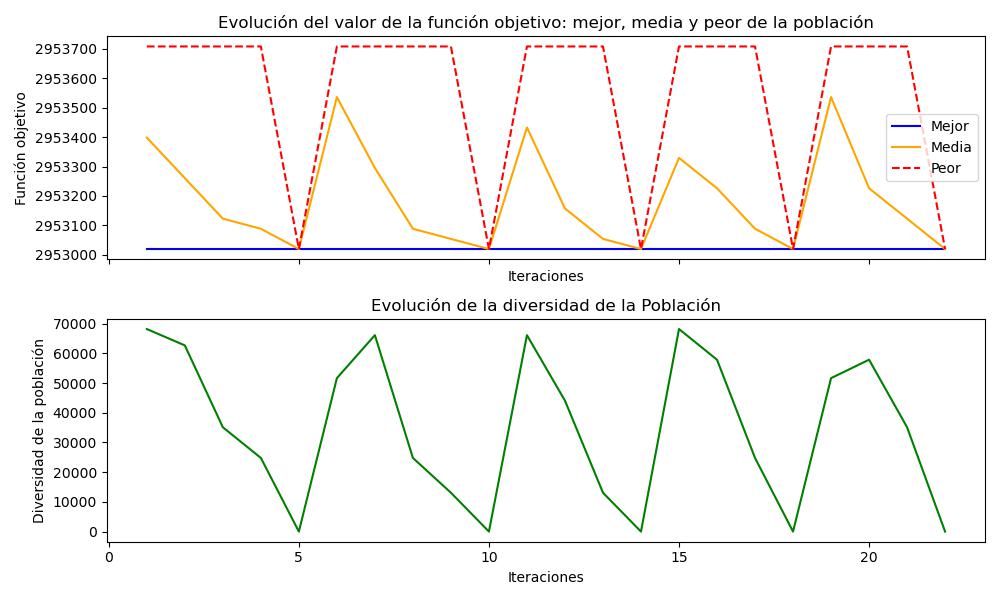 Evolución del valor de la función objetivo: mejor, media y peor de la población
Función objetivo
2953700
2953600
2953500
2953400
2953300
2953200
2953100
2953000
Mejor
Media
Peor
Iteraciones
Evolución de la diversidad de la Población
Diversidad de la población
70000
60000
50000
40000
30000
20000
10000
0
0 5 10 15 20
Iteraciones